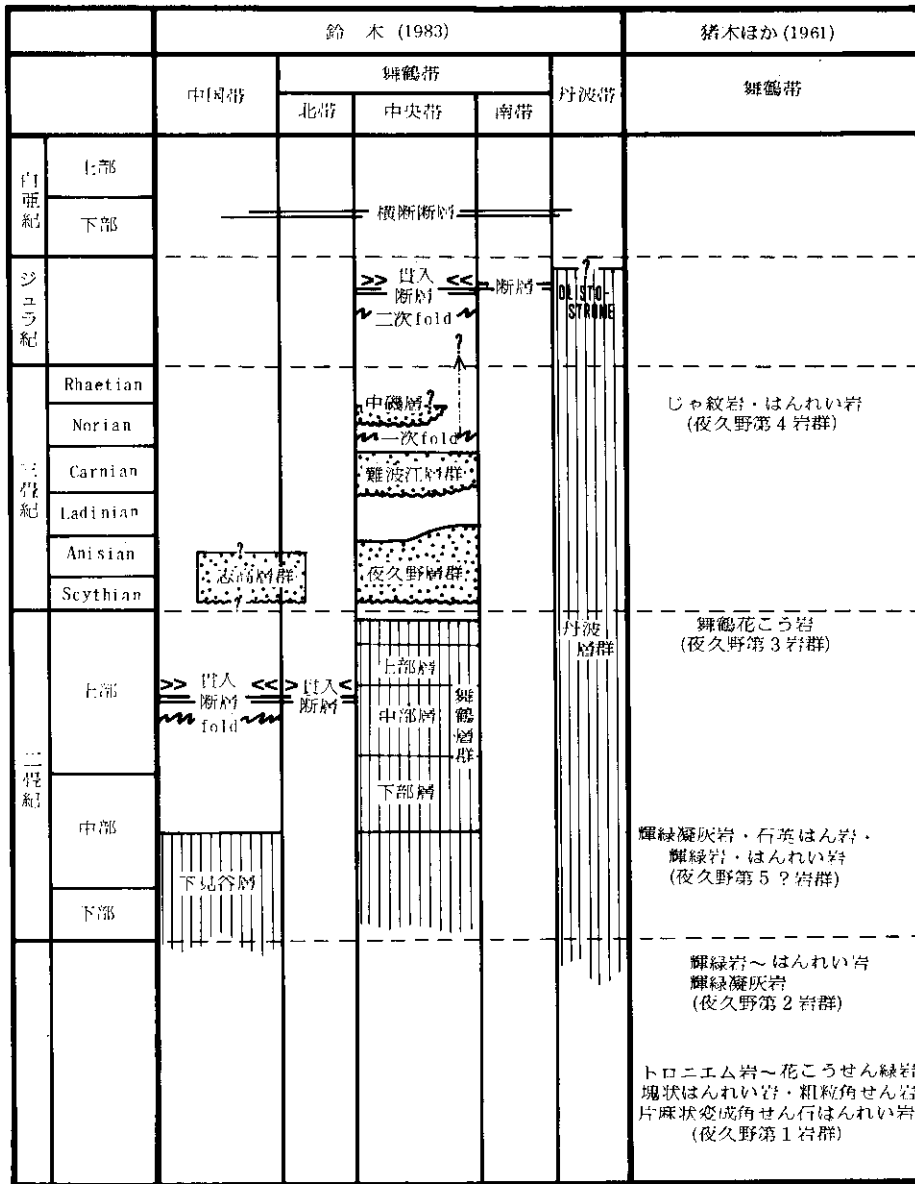 鈴木 (1983)
猪木ほか (1961)
中国帯
舞鶴帯
丹波帯
舞鶴帯
北帯
中央帯
南帯
白亜紀
上部
下部
横断断層
ジュラ紀
?
>> 貫入 <<
断層
断層
OLISTO-
STROME
二次fold
?
三畳紀
Rhaetian
Norian
Carnian
Ladinian
Anisian
Scythian
中磯層?
一次fold
難波江層群
夜久野層群
?
志高層群
?
じゃ紋岩・はんれい岩
(夜久野第4岩群)
二畳紀
上部
中部
下部
>> 貫入 <<
断層
fold
> 貫入 <
断層
上部層
中部層
下部層
舞鶴層群
丹波
層群
下見谷層
舞鶴花こう岩
(夜久野第3岩群)
輝緑凝灰岩・石英はん岩・
輝緑岩・はんれい岩
(夜久野第5?岩群)
輝緑岩~はんれい岩
輝緑凝灰岩
(夜久野第2岩群)
トロニエム岩~花こうせん緑岩
塊状はんれい岩・粗粒角せん岩
片麻状変成角せん石はんれい岩
(夜久野第1岩群)